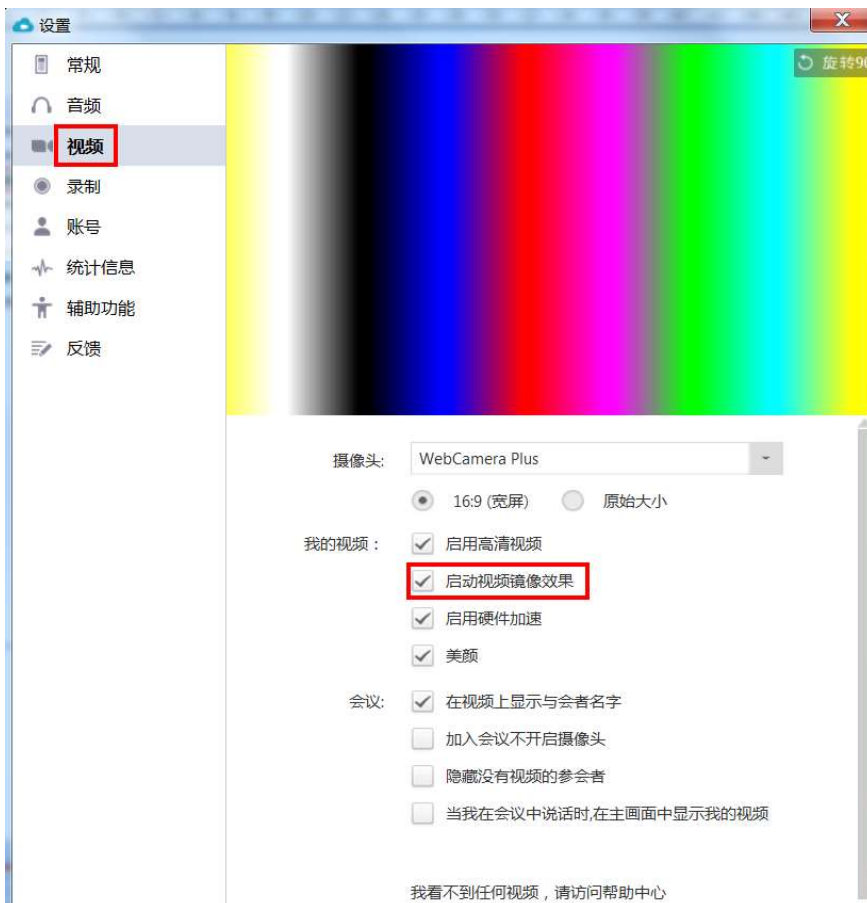 设置
X
旋转90
常规
音频
视频
录制
账号
统计信息
辅助功能
反馈
摄像头: WebCamera Plus
16:9 (宽屏) 原始大小
我的视频： 启用高清视频
启动视频镜像效果
启用硬件加速
美颜
会议: 在视频上显示与会者名字
加入会议不开启摄像头
隐藏没有视频的参会者
当我在会议中说话时,在主画面中显示我的视频
我看不到任何视频，请访问帮助中心